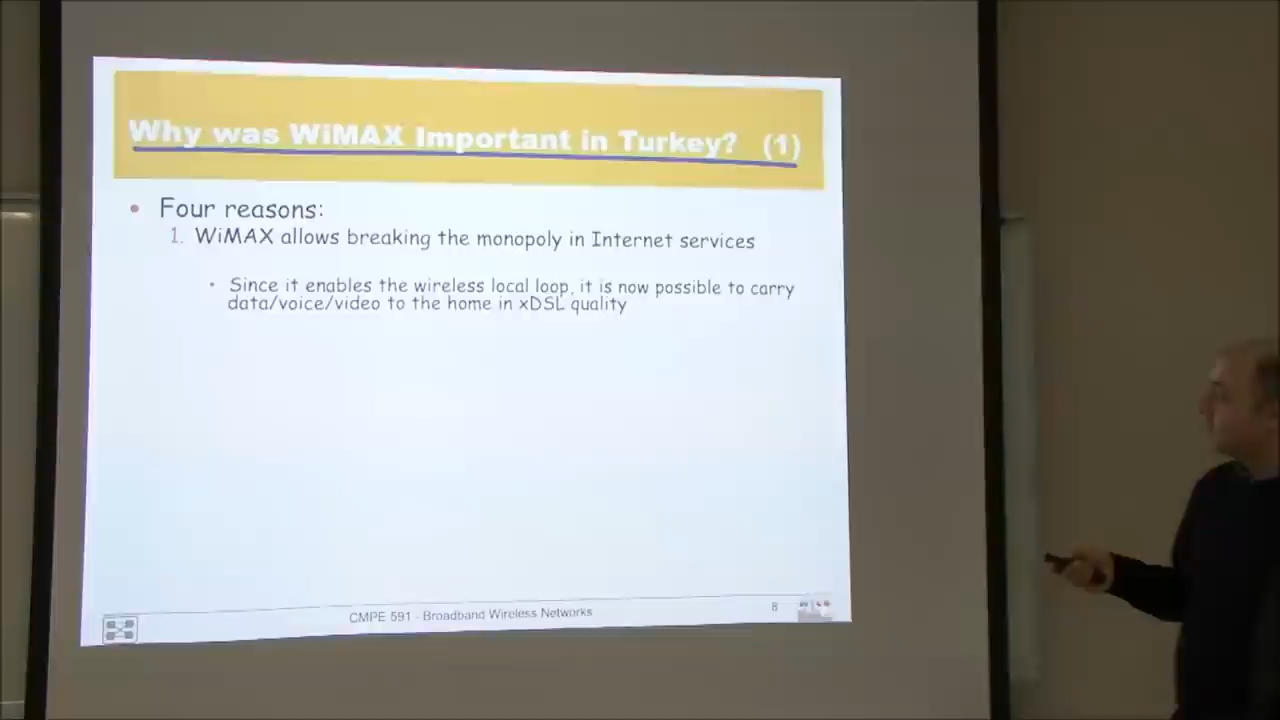 Why was WiMAX Important in Turkey? (1)
• Four reasons:
1. WiMAX allows breaking the monopoly in Internet services
• Since it enables the wireless local loop, it is now possible to carry
data/voice/video to the home in xDSL quality
CMPE 591 - Broadband Wireless Networks
8